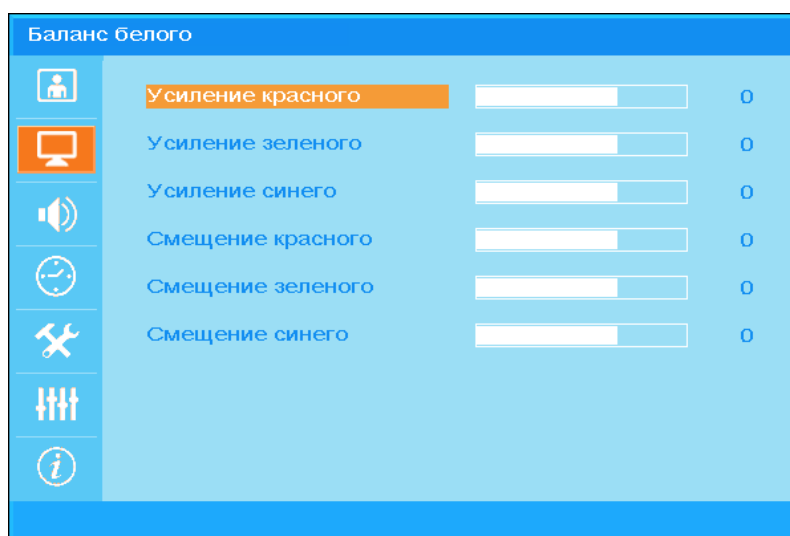 Баланс белого
Усиление красного 0
Усиление зеленого 0
Усиление синего 0
Смещение красного 0
Смещение зеленого 0
Смещение синего 0